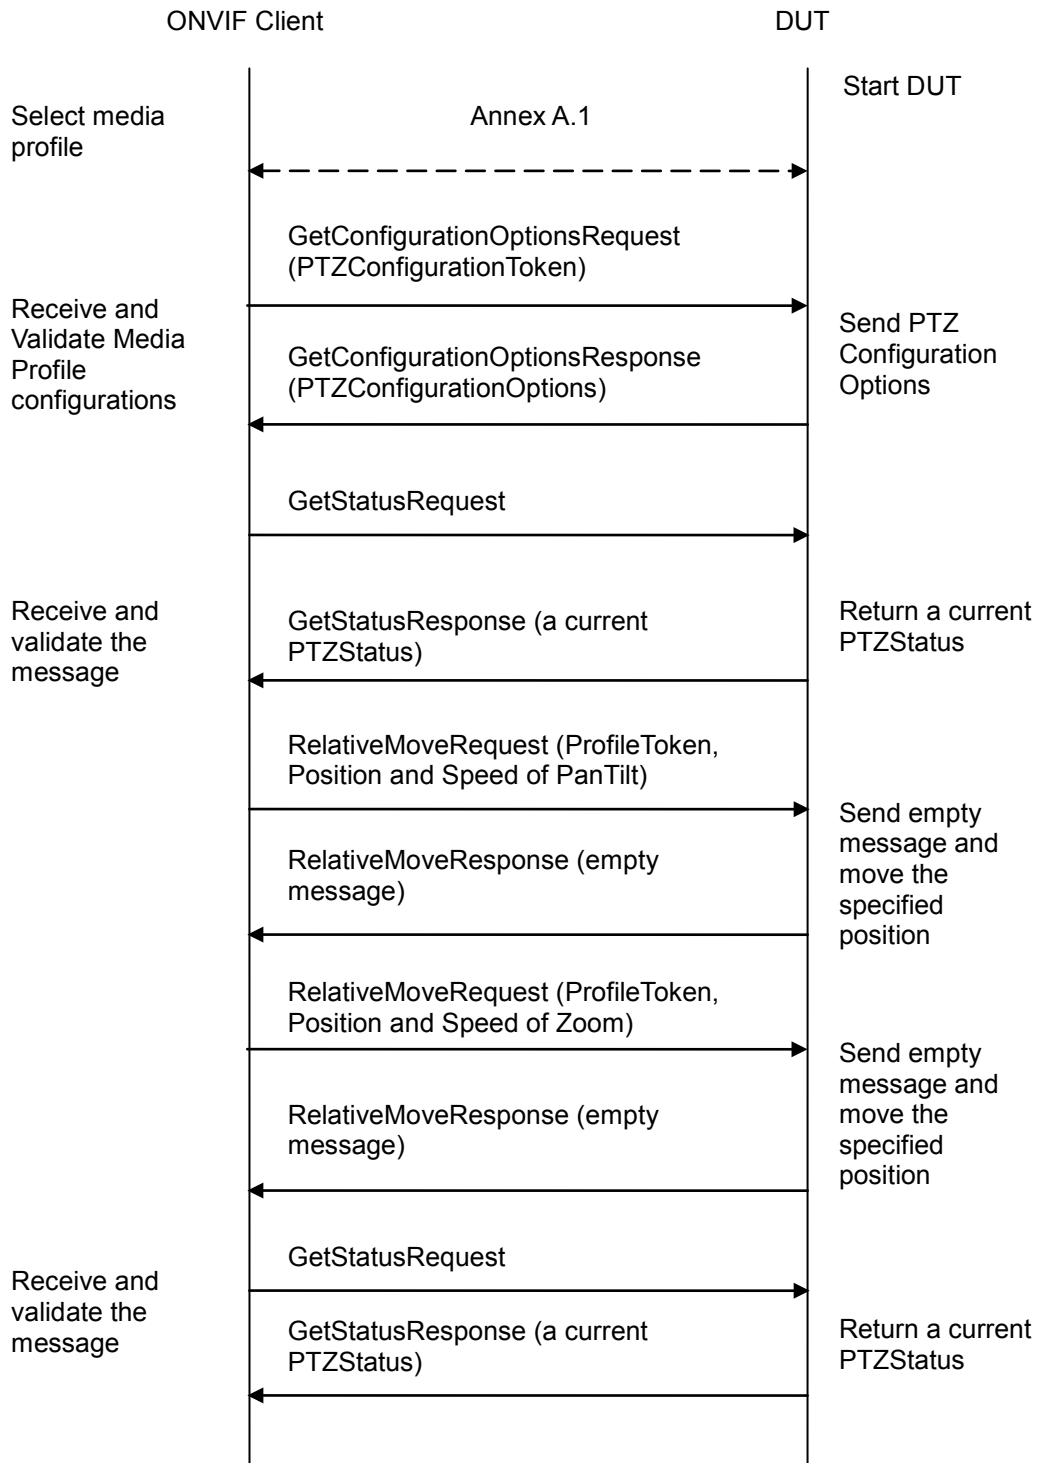 ONVIF Client
DUT
Start DUT
Select media
profile
Annex A.1
GetConfigurationOptionsRequest
(PTZConfigurationToken)
Receive and
Validate Media
Profile
configurations
Send PTZ
Configuration
Options
GetConfigurationOptionsResponse
(PTZConfigurationOptions)
GetStatusRequest
Receive and
validate the
message
GetStatusResponse (a current
PTZStatus)
Return a current
PTZStatus
RelativeMoveRequest (ProfileToken,
Position and Speed of PanTilt)
Send empty
message and
move the
specified
position
RelativeMoveResponse (empty
message)
RelativeMoveRequest (ProfileToken,
Position and Speed of Zoom)
Send empty
message and
move the
specified
position
RelativeMoveResponse (empty
message)
GetStatusRequest
Receive and
validate the
message
GetStatusResponse (a current
PTZStatus)
Return a current
PTZStatus